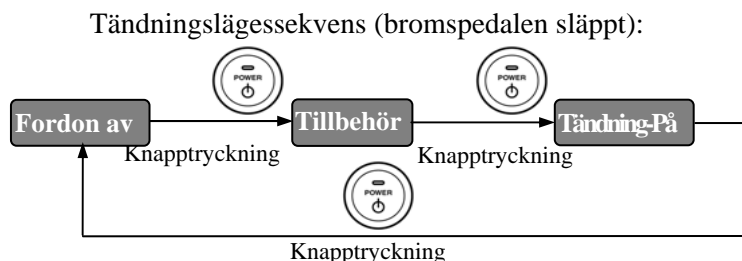 Tändningslägessekvens (bromspedalen släppt):
POWER
POWER
Fordon av
Tillbehör
Tändning-På
Knapptryckning
Knapptryckning
POWER
Knapptryckning